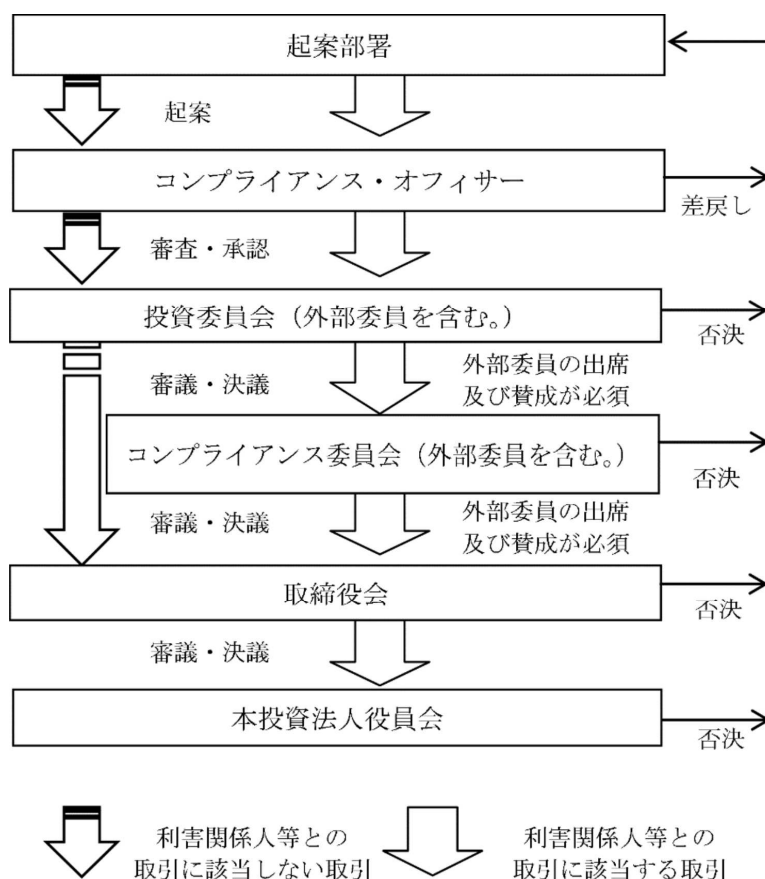 起案部署
起案
コンプライアンス・オフィサー
差戻し
審査・承認
投資委員会（外部委員を含む。）
否決
審議・決議
外部委員の出席
及び賛成が必須
コンプライアンス委員会（外部委員を含む。）
否決
審議・決議
外部委員の出席
及び賛成が必須
取締役会
否決
審議・決議
本投資法人役員会
否決
利害関係人等との
取引に該当しない取引
利害関係人等との
取引に該当する取引